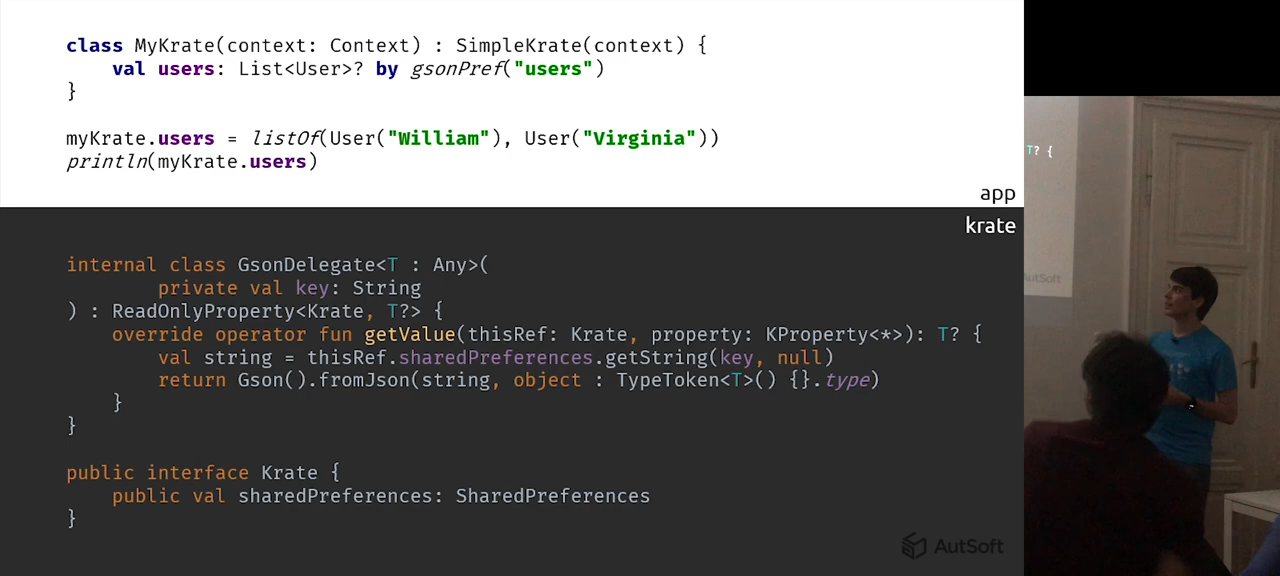 class MyKrate(context: Context) : SimpleKrate(context) {
    val users: List<User>? by gsonPref("users")
}
myKrate.users = listOf(User("William"), User("Virginia"))
println(myKrate.users)
app
krate
internal class GsonDelegate<T : Any>(
        private val key: String
) : ReadOnlyProperty<Krate, T?> {
    override operator fun getValue(thisRef: Krate, property: KProperty<*>): T? {
        val string = thisRef.sharedPreferences.getString(key, null)
        return Gson().fromJson(string, object : TypeToken<T>() {}.type)
    }
}
public interface Krate {
    public val sharedPreferences: SharedPreferences
}
AutSoft
T? {
AutSoft